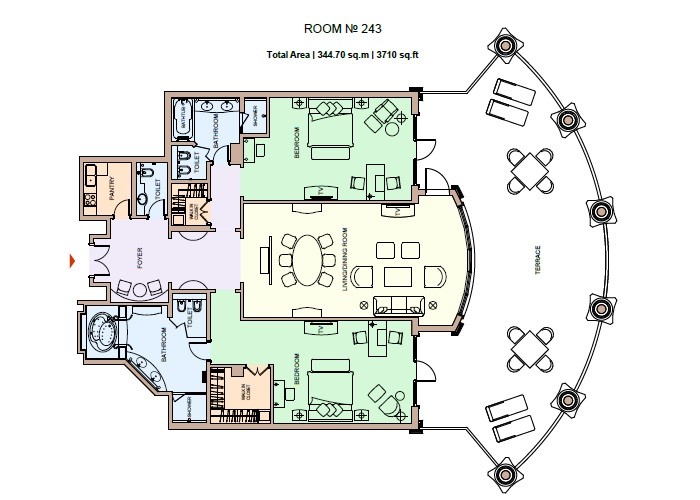 ROOM № 243
Total Area | 344.70 sq.m | 3710 sq.ft
BATHTUB
BATHROOM
SHOWER
BEDROOM
TOILET
PANTRY
TOILET
WALK IN
CLOSET
TV
TV
FOYER
LIVING/DINING ROOM
TERRACE
TOILET
BATHROOM
TV
BEDROOM
WALK IN
CLOSET
SHOWER